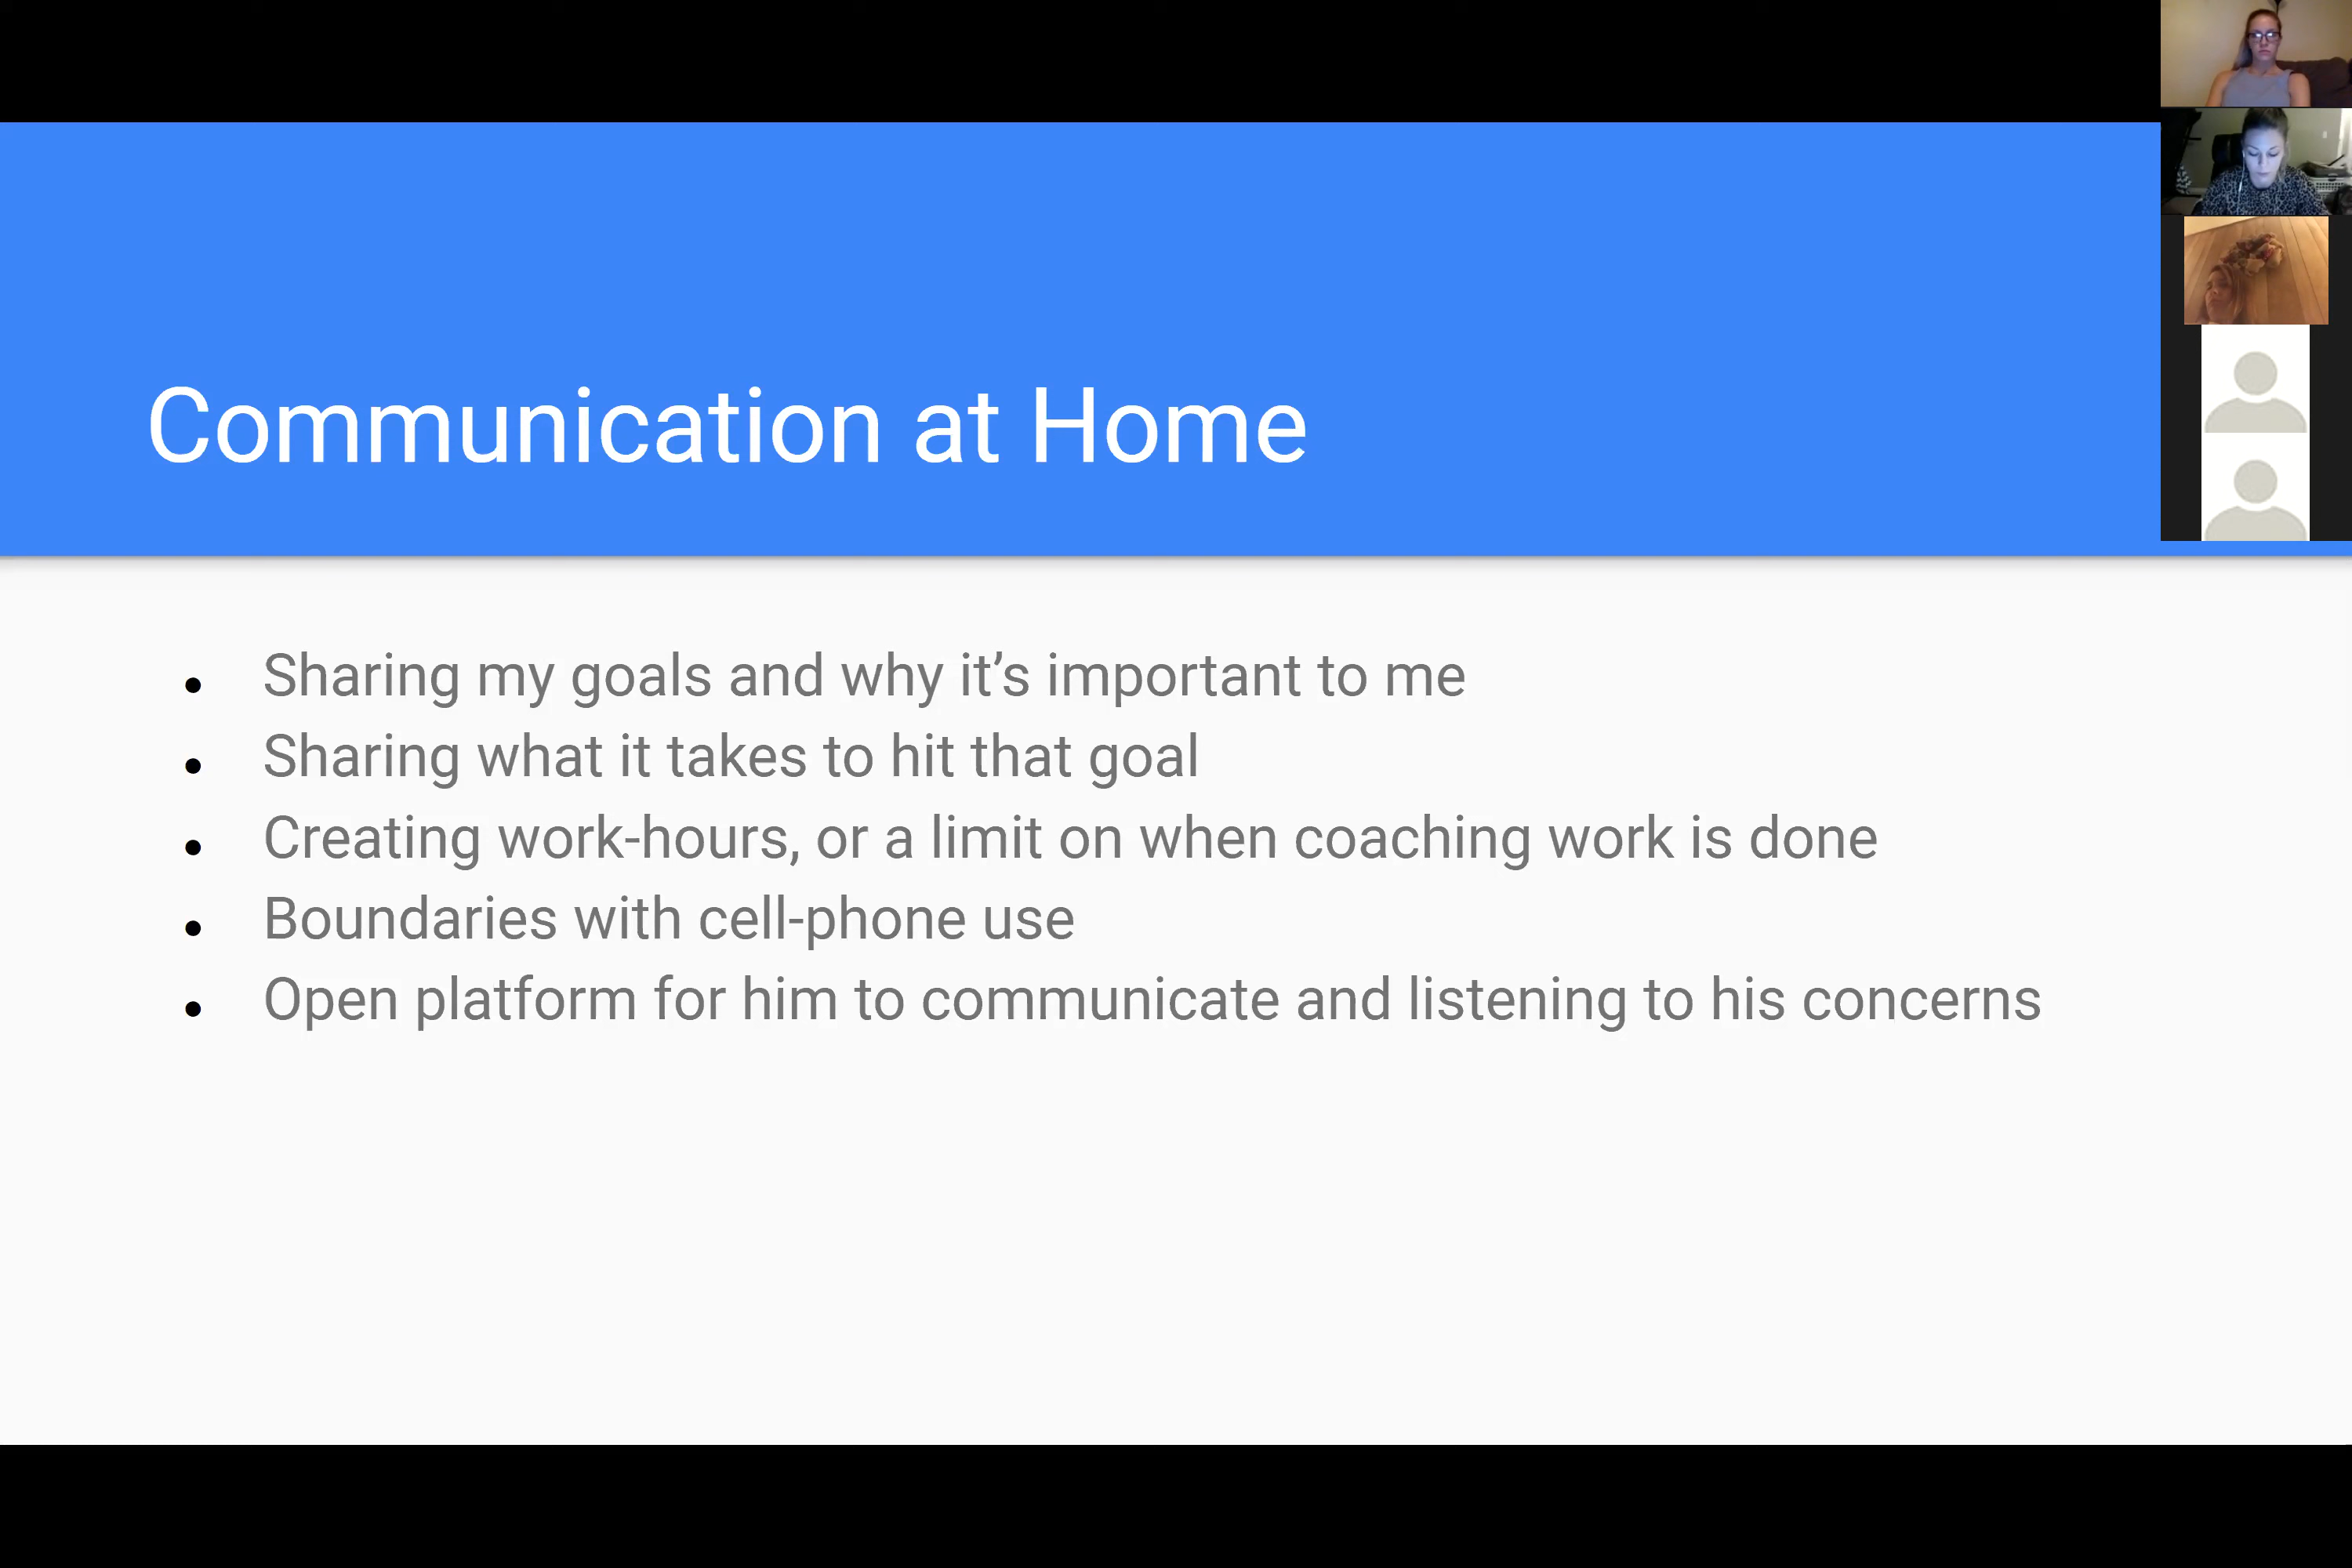 Communication at Home
Sharing my goals and why it’s important to me
Sharing what it takes to hit that goal
Creating work-hours, or a limit on when coaching work is done
Boundaries with cell-phone use
Open platform for him to communicate and listening to his concerns